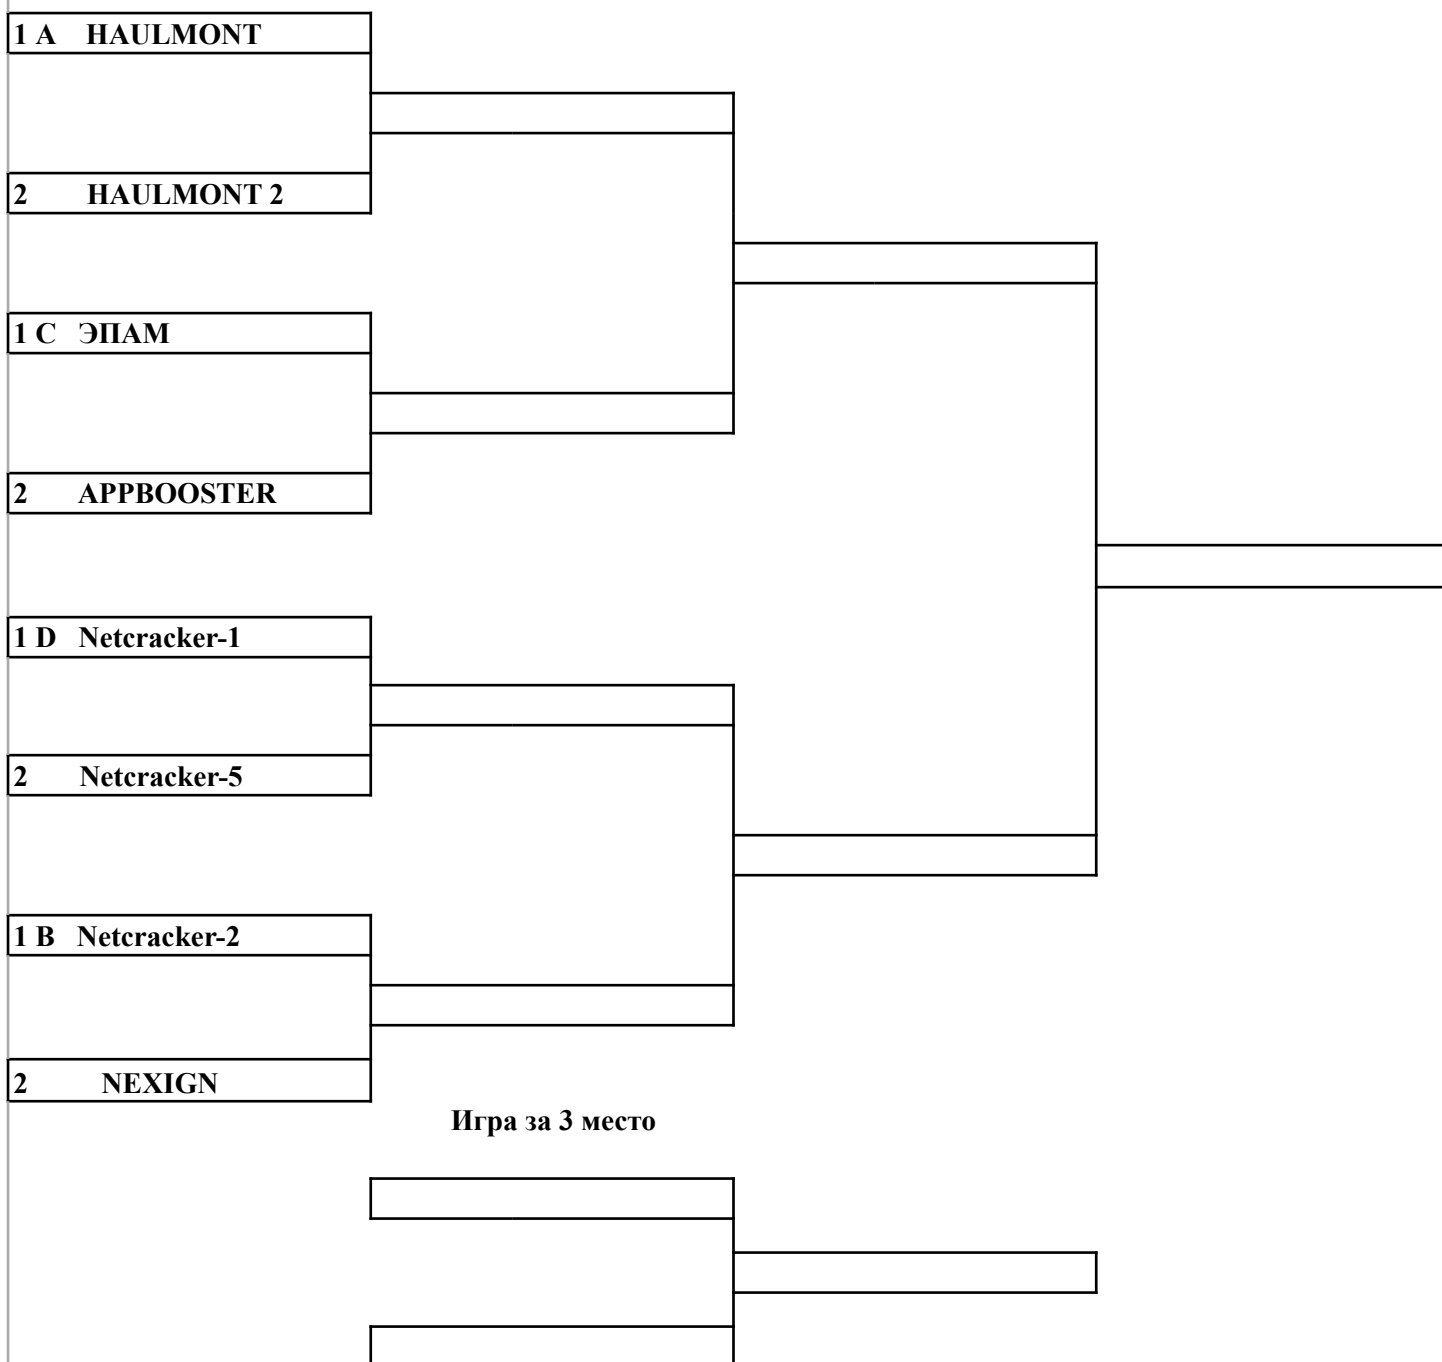 1 A HAULMONT
2 HAULMONT 2
1 C ЭПАМ
2 APPBOOSTER
1 D Netcracker-1
2 Netcracker-5
1 B Netcracker-2
2 NEXIGN
Игра за 3 место